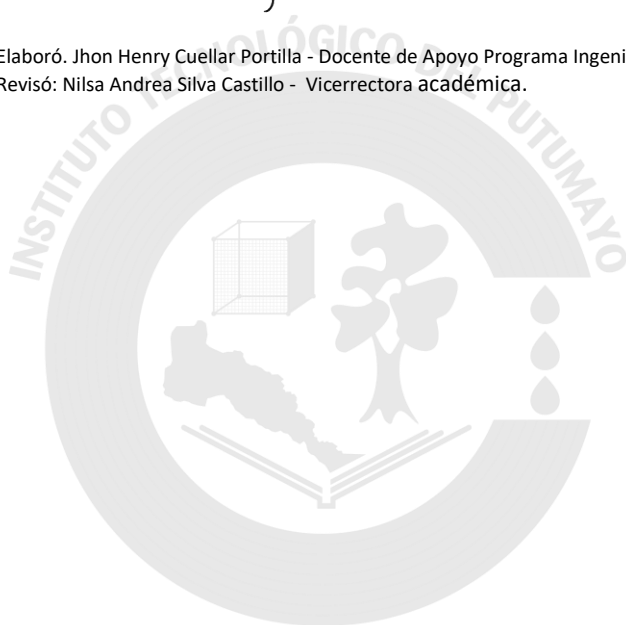 Elaboró. Jhon Henry Cuellar Portilla - Docente de Apoyo Programa Ingeni
Revisó: Nilsa Andrea Silva Castillo - Vicerrectora académica.
INSTITUTO TECNOLÓGICO DEL PUTUMAYO